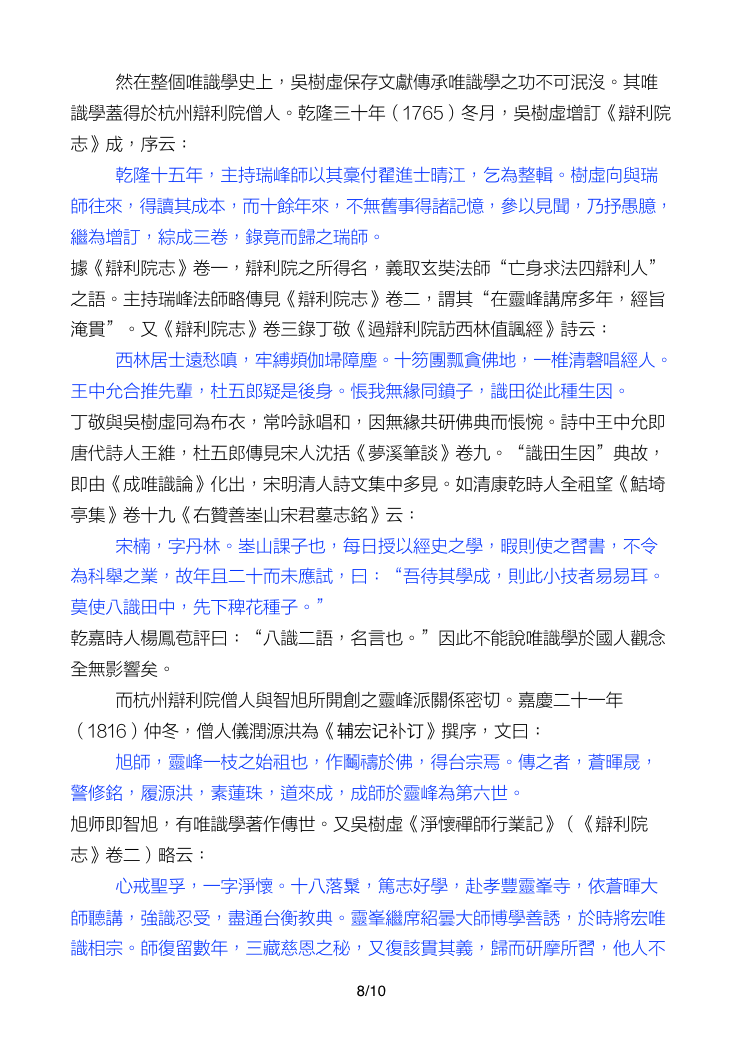 然在整個唯識學史上，吳樹虛保存文獻傳承唯識學之功不可泯沒。其唯
識學蓋得於杭州辯利院僧人。乾隆三十年（1765）冬月，吳樹虛增訂《辯利院
志》成，序云：
乾隆十五年，主持瑞峰師以其稾付翟進士晴江，乞為整輯。樹虛向與瑞
師往來，得讀其成本，而十餘年來，不無舊事得諸記憶，參以見聞，乃抒愚臆，
繼為增訂，綜成三卷，錄竟而歸之瑞師。
據《辯利院志》卷一，辯利院之所得名，義取玄奘法師“亡身求法四辯利人”
之語。主持瑞峰法師略傳見《辯利院志》卷二，謂其“在靈峰講席多年，經旨
淹貫”。又《辯利院志》卷三錄丁敬《過辯利院訪西林值諷經》詩云：
西林居士遠愁嗔，牢縛頻伽埽障塵。十笏團瓢貪佛地，一椎清磬唱經人。
王中允合推先輩，杜五郎疑是後身。悵我無緣同鐼子，識田從此種生因。
丁敬與吳樹虛同為布衣，常吟詠唱和，因無緣共研佛典而悵惋。詩中王中允即
唐代詩人王維，杜五郎傳見宋人沈括《夢溪筆談》卷九。“識田生因”典故，
即由《成唯識論》化出，宋明清人詩文集中多見。如清康乾時人全祖望《鮚埼
亭集》卷十九《右贊善峚山宋君墓志銘》云：
宋楠，字丹林。峚山課子也，每日授以經史之學，暇則使之習書，不令
為科舉之業，故年且二十而未應試，曰：“吾待其學成，則此小技者易易耳。
莫使八識田中，先下稗花種子。”
乾嘉時人楊鳳苞評曰：“八識二語，名言也。”因此不能說唯識學於國人觀念
全無影響矣。
而杭州辯利院僧人與智旭所開創之靈峰派關係密切。嘉慶二十一年
（1816）仲冬，僧人儀潤源洪為《辅宏记补订》撰序，文曰：
旭師，靈峰一枝之始祖也，作鬮禱於佛，得台宗焉。傳之者，蒼暉晟，
警修銘，履源洪，素蓮珠，道來成，成師於靈峰為第六世。
旭师即智旭，有唯識學著作傳世。又吳樹虛《淨懷禪師行業記》（《辯利院
志》卷二）略云：
心戒聖孚，一字淨懷。十八落鬀，篤志好學，赴孝豐靈峯寺，依蒼暉大
師聽講，強識忍受，盡通台衡教典。靈峯繼席紹曇大師博學善誘，於時將宏唯
識相宗。師復留數年，三藏慈恩之秘，又復該貫其義，歸而研摩所習，他人不
8/10